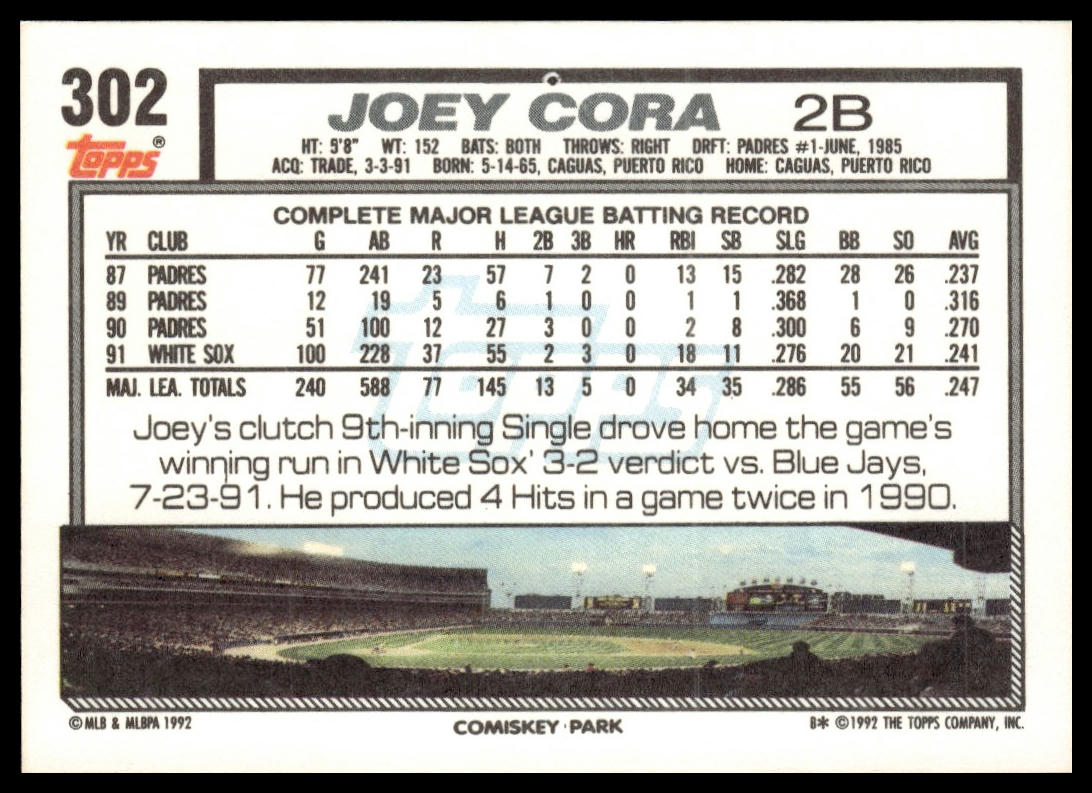 302
topps®
JOEY CORA 2B
HT: 5'8" WT: 152 BATS: BOTH THROWS: RIGHT DRFT: PADRES #1-JUNE, 1985
ACQ: TRADE, 3-3-91 BORN: 5-14-65, CAGUAS, PUERTO RICO HOME: CAGUAS, PUERTO RICO
COMPLETE MAJOR LEAGUE BATTING RECORD
YR CLUB G AB R H 2B 3B HR RBI SB SLG BB SO AVG
87 PADRES 77 241 23 57 7 2 0 13 15 .282 28 26 .237
89 PADRES 12 19 5 6 1 0 0 1 1 .368 1 0 .316
90 PADRES 51 100 12 27 3 0 0 2 8 .300 6 9 .270
91 WHITE SOX 100 228 37 55 2 3 0 18 11 .276 20 21 .241
MAJ. LEA. TOTALS 240 588 77 145 13 5 0 34 35 .286 55 56 .247
topps
Joey's clutch 9th-inning Single drove home the game's
winning run in White Sox' 3-2 verdict vs. Blue Jays,
7-23-91. He produced 4 Hits in a game twice in 1990.
© MLB & MLBPA 1992
COMISKEY PARK
B* © 1992 THE TOPPS COMPANY, INC.